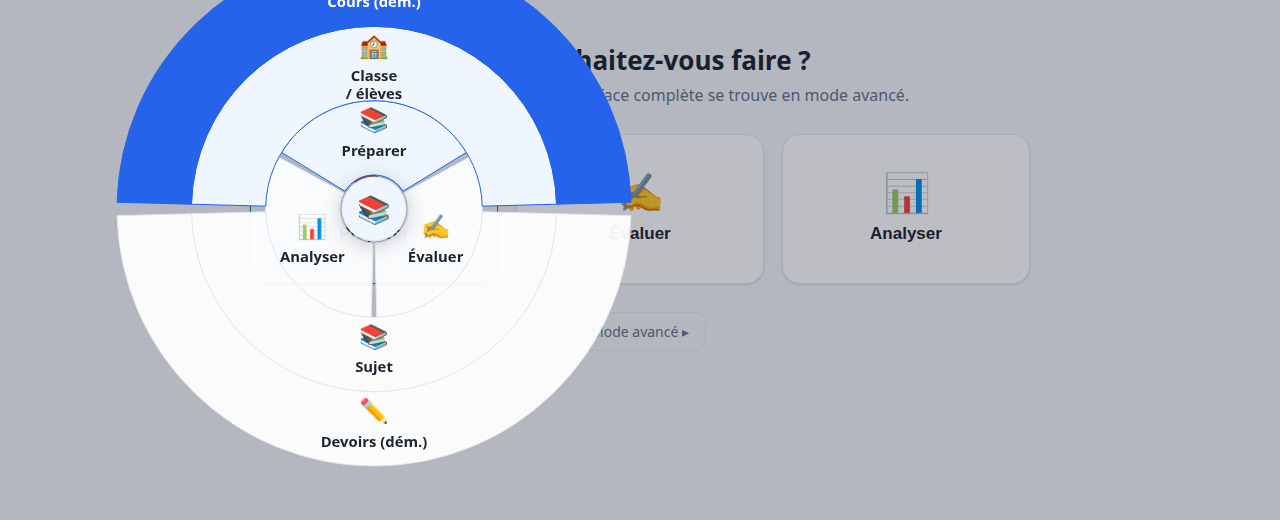 Cours (dém.)
haitez-vous faire ?
Classe
/ élèves
face complète se trouve en mode avancé.
Préparer
Analyser
Évaluer
Évaluer
Analyser
mode avancé ▸
Sujet
Devoirs (dém.)